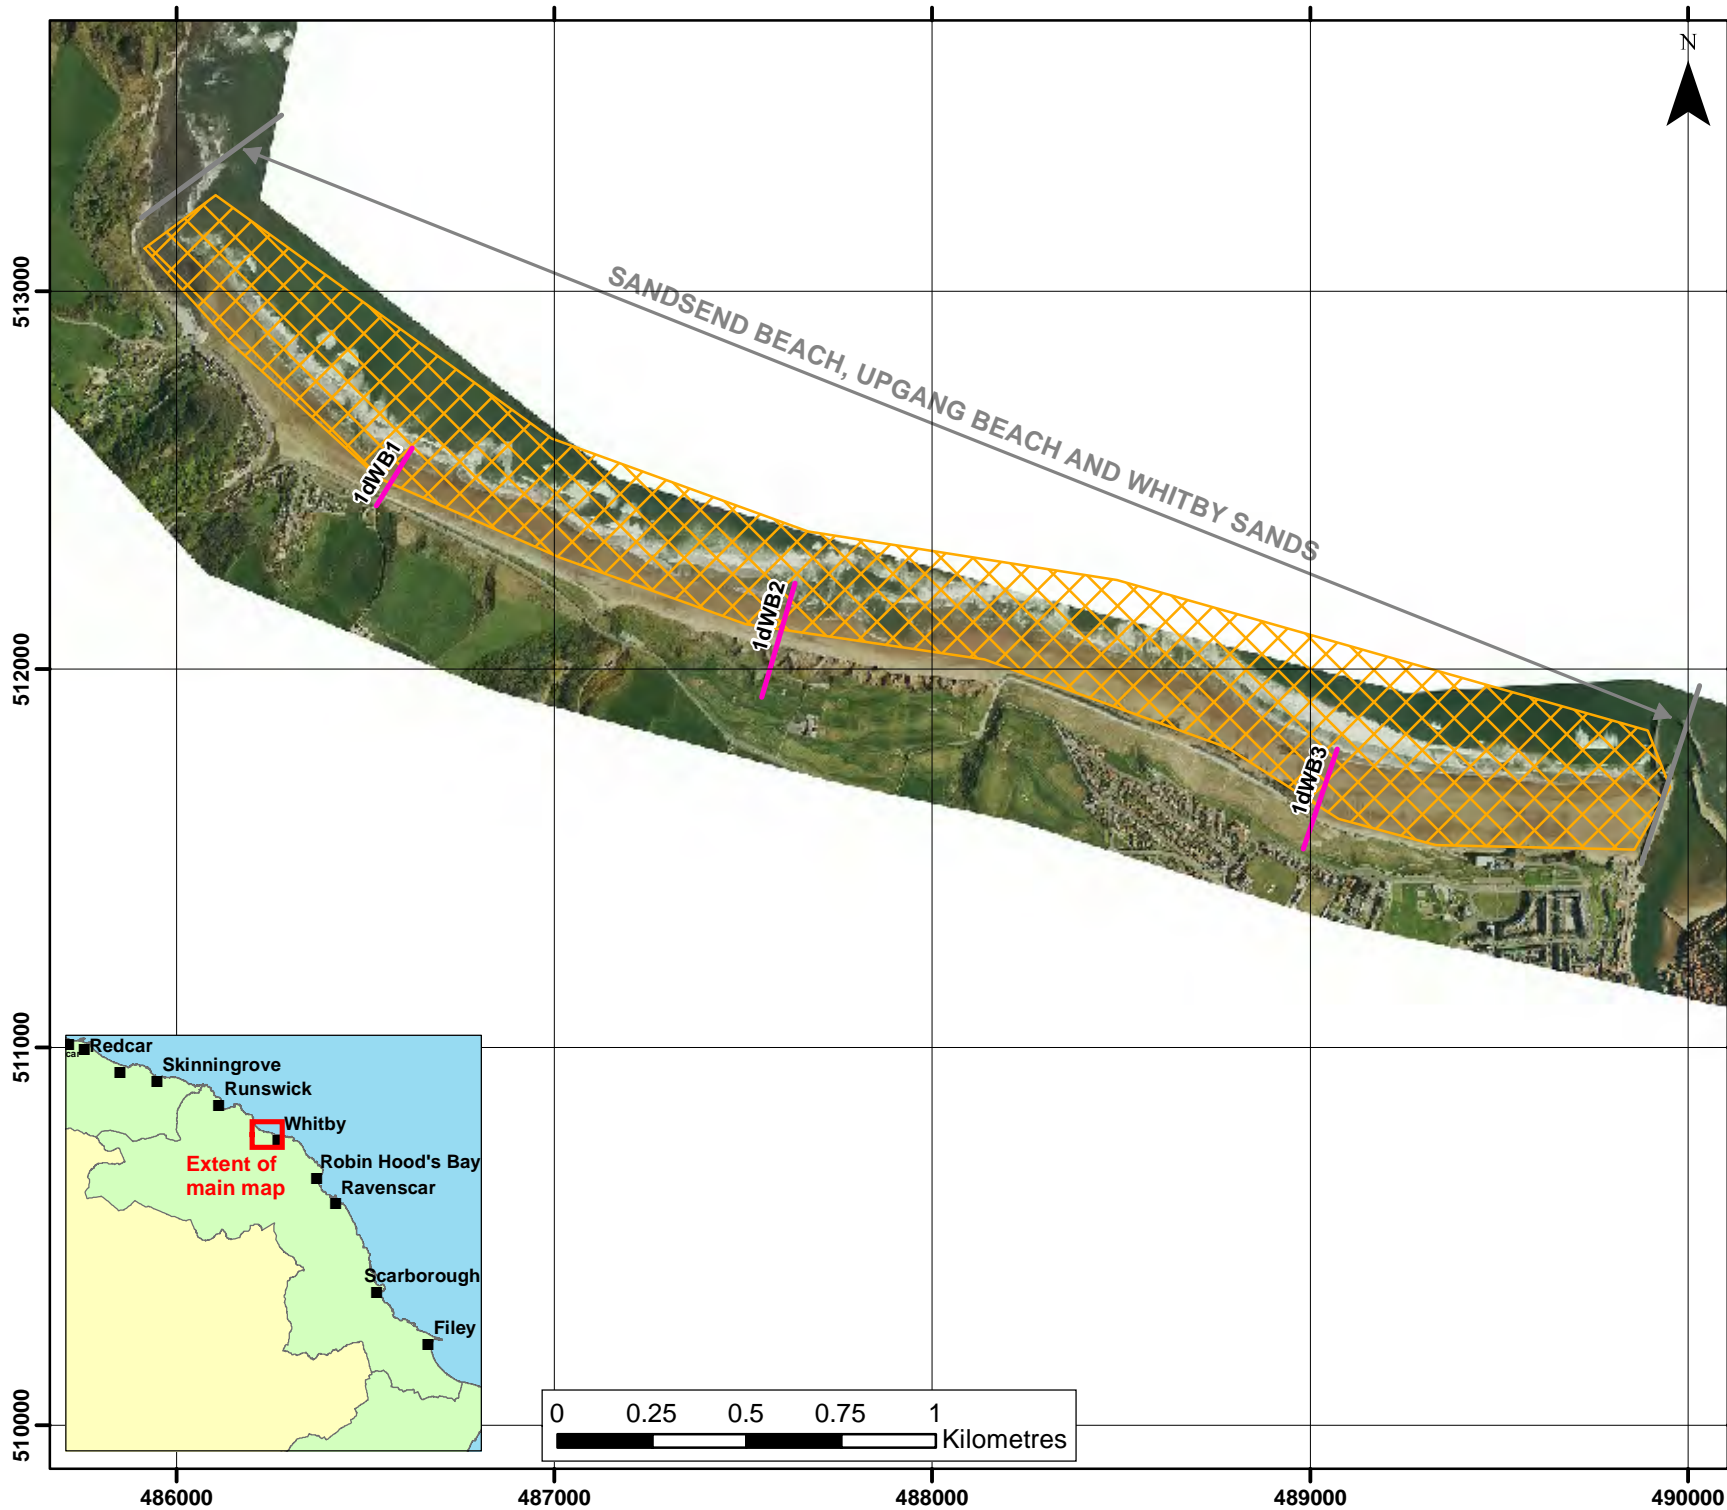 N
513000
512000
511000
510000
SANDSEND BEACH, UPGANG BEACH AND WHITBY SANDS
1dWB1
1dWB2
1dWB3
Redcar
car
Skinningrove
Runswick
Whitby
Extent of
main map
Robin Hood's Bay
Ravenscar
Scarborough
Filey
0 0.25 0.5 0.75 1
Kilometres
486000 487000 488000 489000 490000